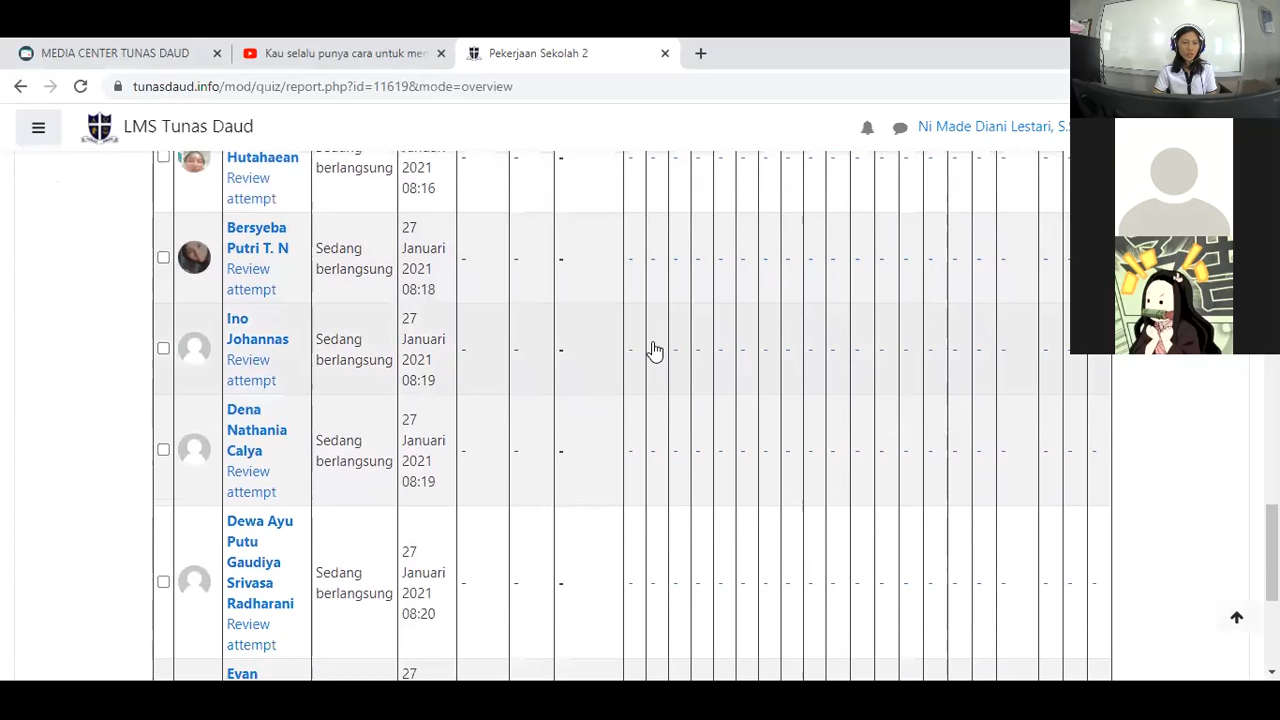 MEDIA CENTER TUNAS DAUD
Kau selalu punya cara untuk men
Pekerjaan Sekolah 2
tunasdaud.info/mod/quiz/report.php?id=11619&mode=overview
LMS Tunas Daud
Ni Made Diani Lestari, S.
Hutahaean
Review
attempt
berlangsung
2021
08:16
Bersyeba
Putri T. N
Review
attempt
Sedang
berlangsung
27
Januari
2021
08:18
- - - - - - - - - - - - - - - - - - - - - - -
Ino
Johannas
Review
attempt
Sedang
berlangsung
27
Januari
2021
08:19
- - - - - - - - - - - - - - - - - - - - - - -
Dena
Nathania
Calya
Review
attempt
Sedang
berlangsung
27
Januari
2021
08:19
- - - - - - - - - - - - - - - - - - - - - - -
Dewa Ayu
Putu
Gaudiya
Srivasa
Radharani
Review
attempt
Sedang
berlangsung
27
Januari
2021
08:20
- - - - - - - - - - - - - - - - - - - - - - -
Evan
27